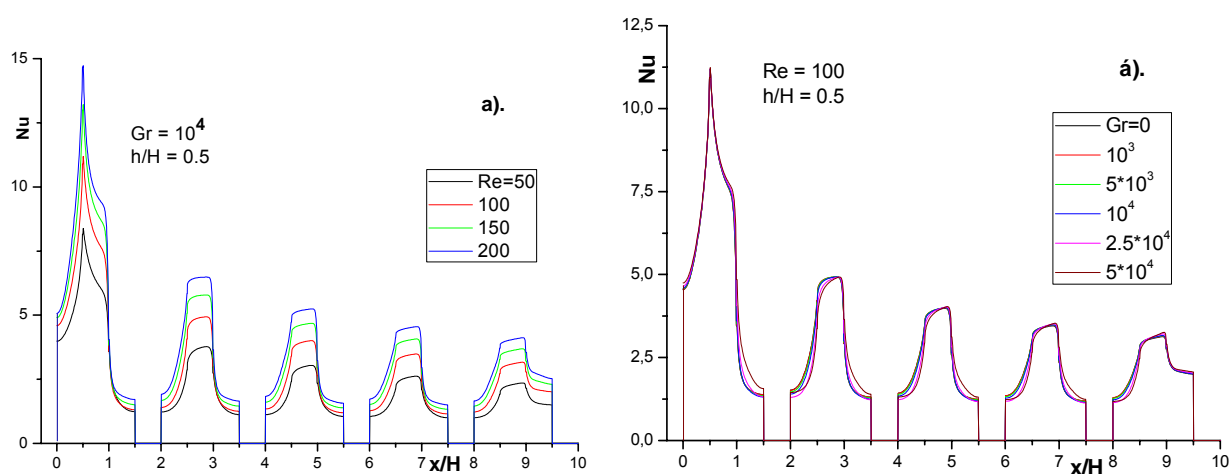 15
10
5
0
Nu
Gr = 10⁴
h/H = 0.5
a).
Re=50
100
150
200
0 1 2 3 4 5 6 7 8 9 10
x/H
12,5
10,0
7,5
5,0
2,5
0,0
Nu
Re = 100
h/H = 0.5
á).
Gr=0
10³
5*10³
10⁴
2.5*10⁴
5*10⁴
0 1 2 3 4 5 6 7 8 9 10
x/H